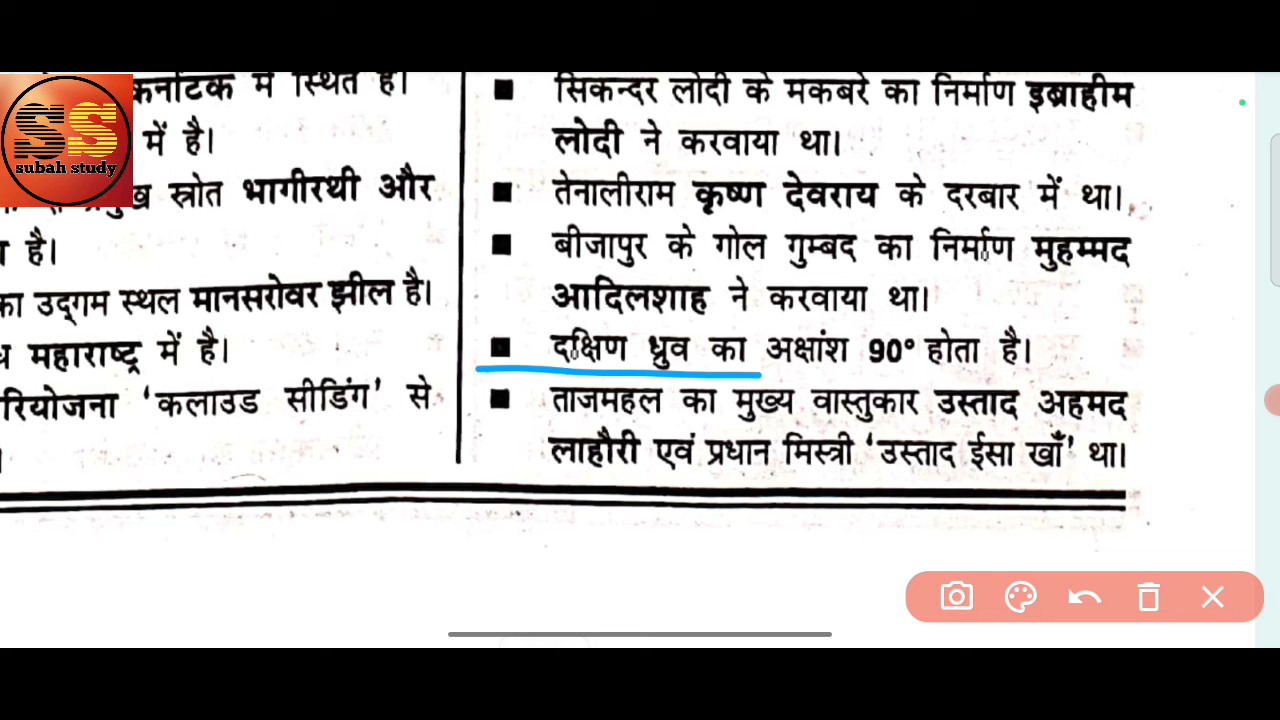 कर्नाटक में स्थित है।
में है।
स्रोत भागीरथी और
है।
का उद्‌गम स्थल मानसरोवर झील है।
महाराष्ट्र में है।
रियोजना ‘कलाउड सीडिंग’ से
■ सिकन्दर लोदी के मकबरे का निर्माण इब्राहीम
लोदी ने करवाया था।
■ तेनालीराम कृष्ण देवराय के दरबार में था।
■ बीजापुर के गोल गुम्बद का निर्माण मुहम्मद
आदिलशाह ने करवाया था।
■ दक्षिण ध्रुव का अक्षांश 90° होता है।
■ ताजमहल का मुख्य वास्तुकार उस्ताद अहमद
लाहौरी एवं प्रधान मिस्त्री ‘उस्ताद ईसा खाँ’ था।
SS
subah study